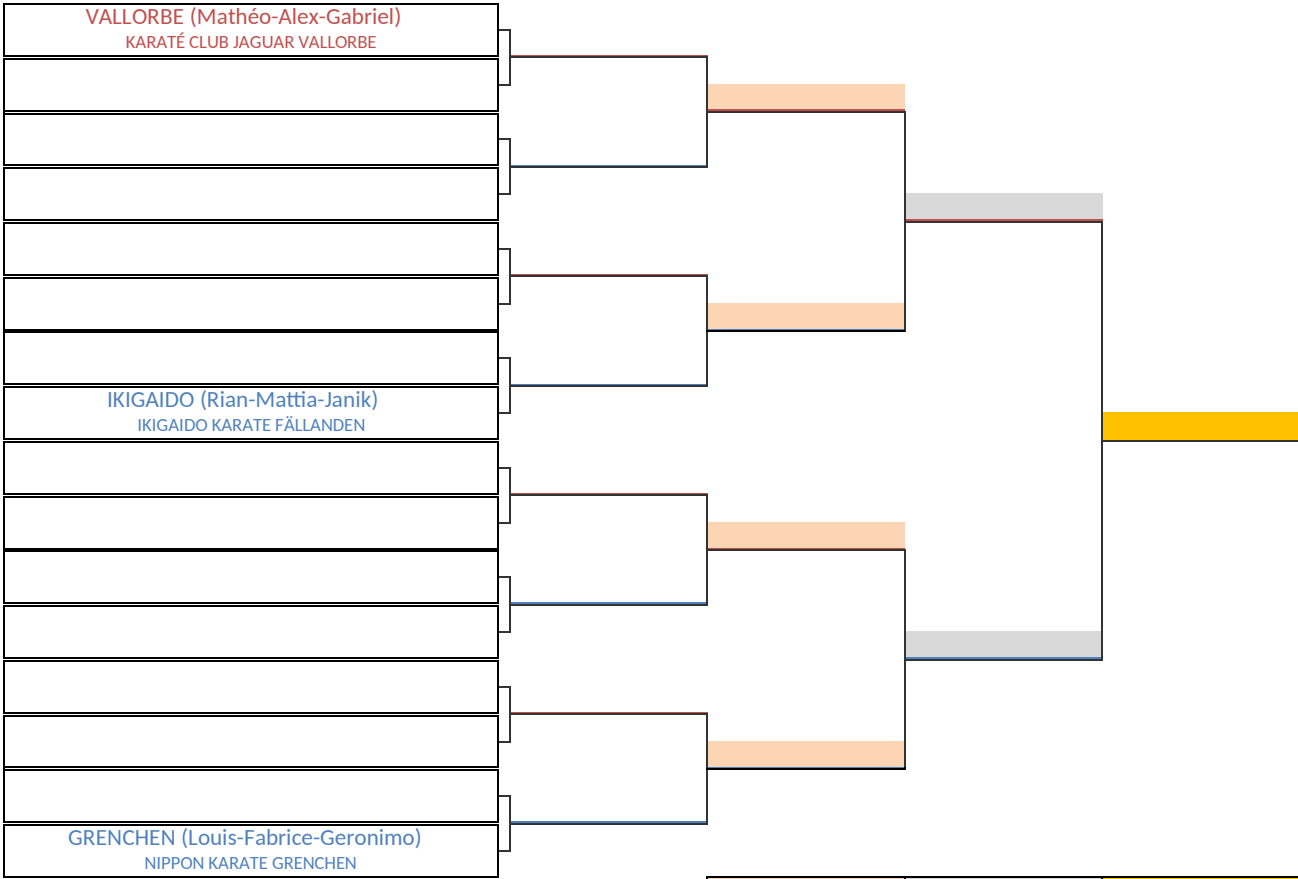 VALLORBE (Mathéo-Alex-Gabriel)
KARATÉ CLUB JAGUAR VALLORBE
IKIGAIDO (Rian-Mattia-Janik)
IKIGAIDO KARATE FÄLLANDEN
GRENCHEN (Louis-Fabrice-Geronimo)
NIPPON KARATE GRENCHEN